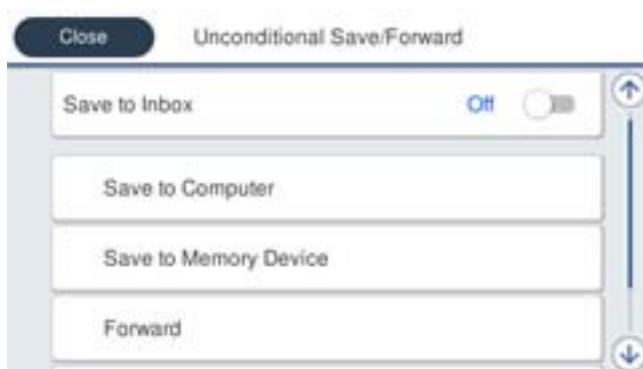 Close Unconditional Save/Forward
Save to Inbox Off
Save to Computer
Save to Memory Device
Forward